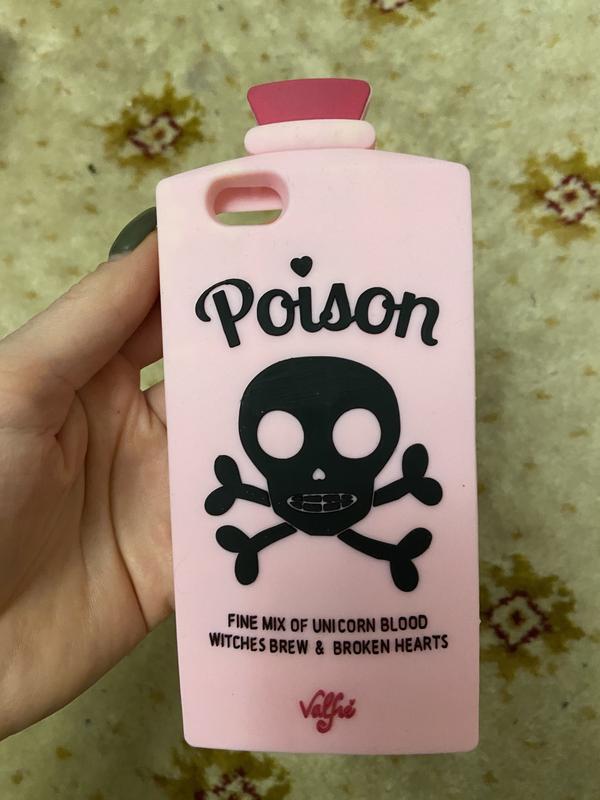 Poison
FINE MIX OF UNICORN BLOOD
WITCHES BREW & BROKEN HEARTS
Valfré